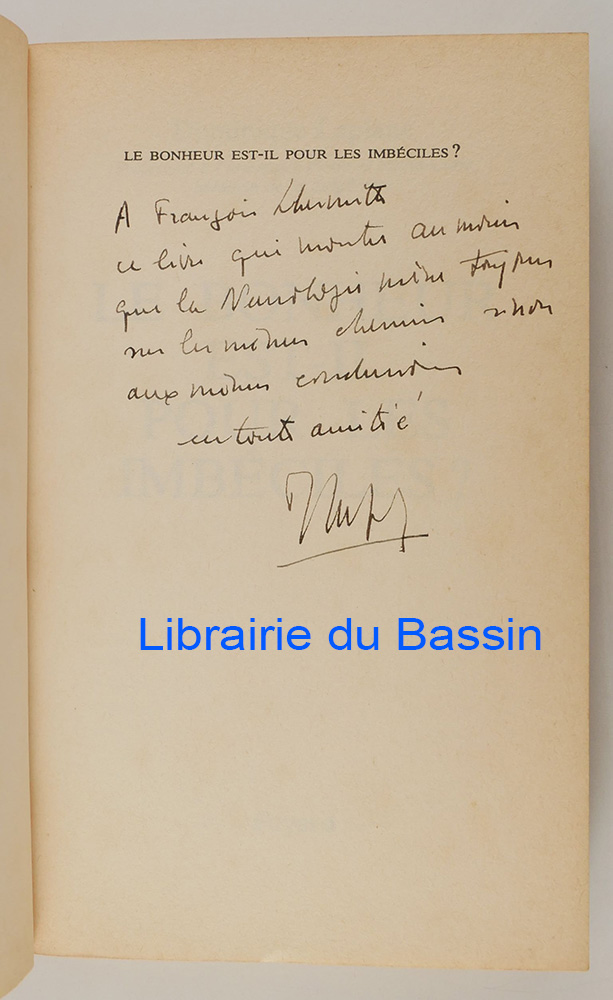 LE BONHEUR EST-IL POUR LES IMBÉCILES ?
A François Lhermitte
ce livre qui montre au moins
que la Neurologie mène toujours
sur les mêmes chemins sinon
aux mêmes conclusions
en toute amitié
Librairie du Bassin